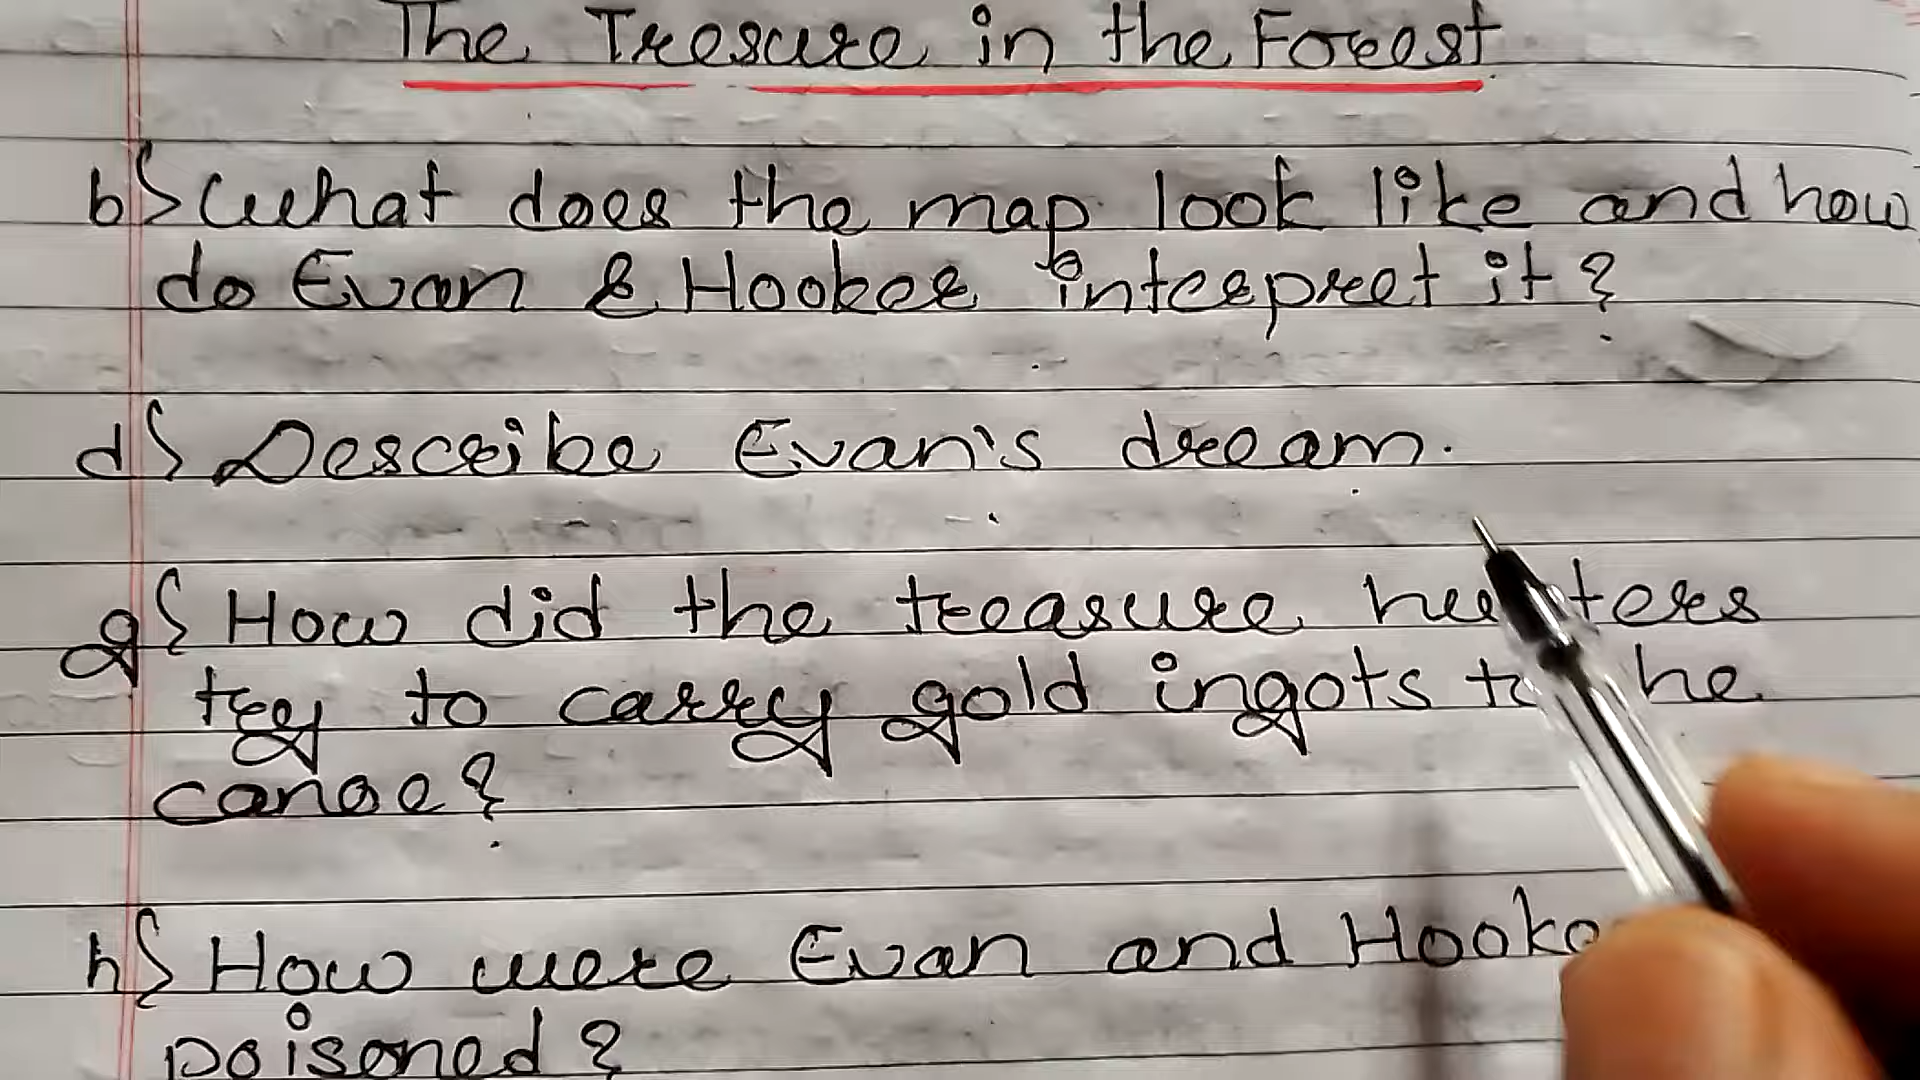 The Tresure in the Forest
b) What does the map look like and how
do Evan & Hooker interpret it?
d) Describe Evan's dream.
g) How did the treasure hunters
try to carry gold ingots to the
canoe?
h) How were Evan and Hooke
poisoned?